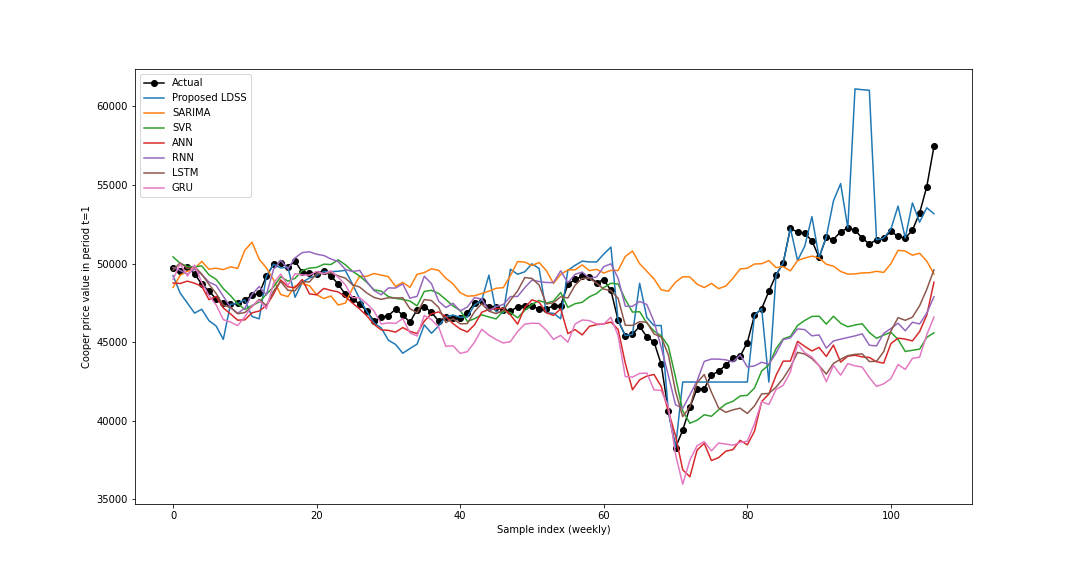 Actual
Proposed LDSS
SARIMA
SVR
ANN
RNN
LSTM
GRU
60000
55000
50000
45000
40000
35000
Cooper price value in period t=1
0
20
40
60
80
100
Sample index (weekly)